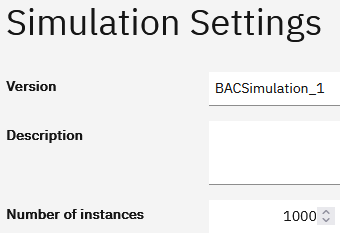 Simulation Settings
Version
BACSimulation_1
Description
Number of instances
1000